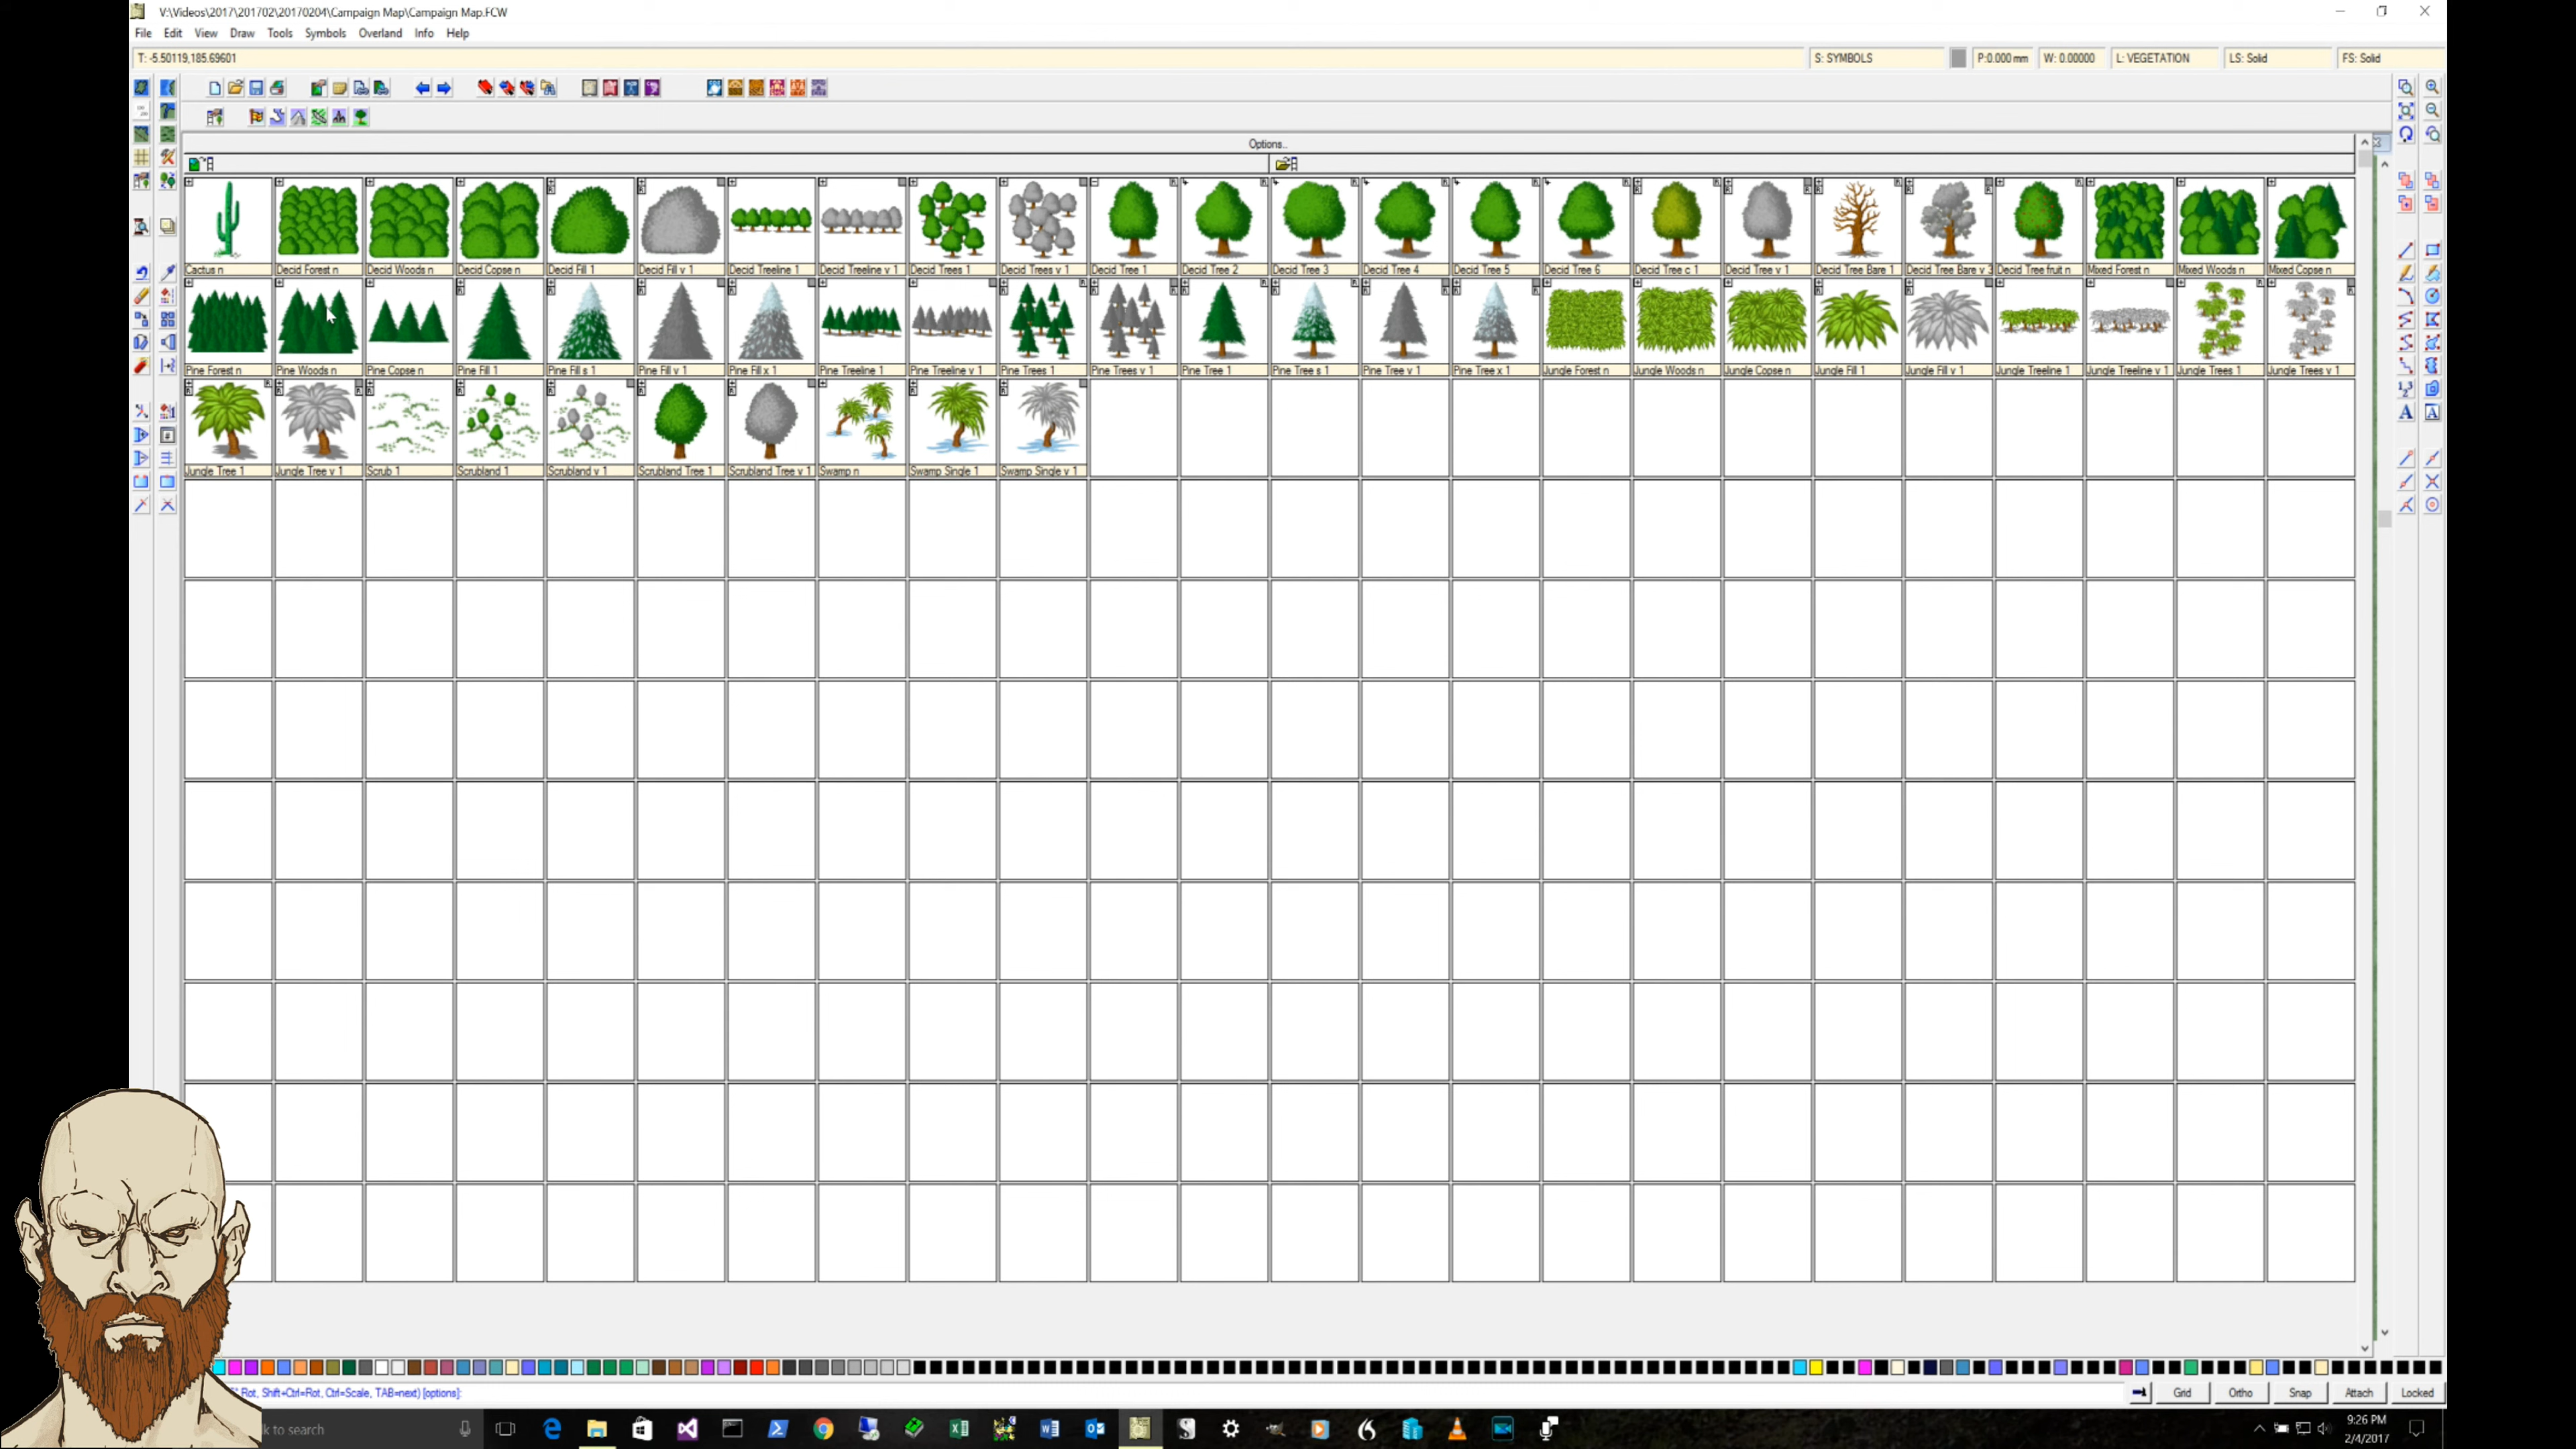 V:\Videos\2017\201702\20170204\Campaign Map\Campaign Map.FCW
File Edit View Draw Tools Symbols Overland Info Help
T: -5.50119,185.69601 S: SYMBOLS P:0.000 mm W: 0.00000 L: VEGETATION LS: Solid FS: Solid
Options..
Cactus n Decid Forest n Decid Woods n Decid Copse n Decid Fill 1 Decid Fill v 1 Decid Treeline 1 Decid Treeline v 1 Decid Trees 1 Decid Trees v 1 Decid Tree 1 Decid Tree 2 Decid Tree 3 Decid Tree 4 Decid Tree 5 Decid Tree 6 Decid Tree c 1 Decid Tree v 1 Decid Tree Bare 1 Decid Tree Bare v 3 Decid Tree fruit n Mixed Forest n Mixed Woods n Mixed Copse n
Pine Forest n Pine Woods n Pine Copse n Pine Fill 1 Pine Fill s 1 Pine Fill v 1 Pine Fill x 1 Pine Treeline 1 Pine Treeline v 1 Pine Trees 1 Pine Trees v 1 Pine Tree 1 Pine Tree s 1 Pine Tree v 1 Pine Tree x 1 Jungle Forest n Jungle Woods n Jungle Copse n Jungle Fill 1 Jungle Fill v 1 Jungle Treeline 1 Jungle Treeline v 1 Jungle Trees 1 Jungle Trees v 1
Jungle Tree 1 Jungle Tree v 1 Scrub 1 Scrubland 1 Scrubland v 1 Scrubland Tree 1 Scrubland Tree v 1 Swamp n Swamp Single 1 Swamp Single v 1
Rot, Shift+Ctrl=Rot, Ctrl=Scale, TAB=next) [options]: Grid Ortho Snap Attach Locked
k to search
9:26 PM
2/4/2017